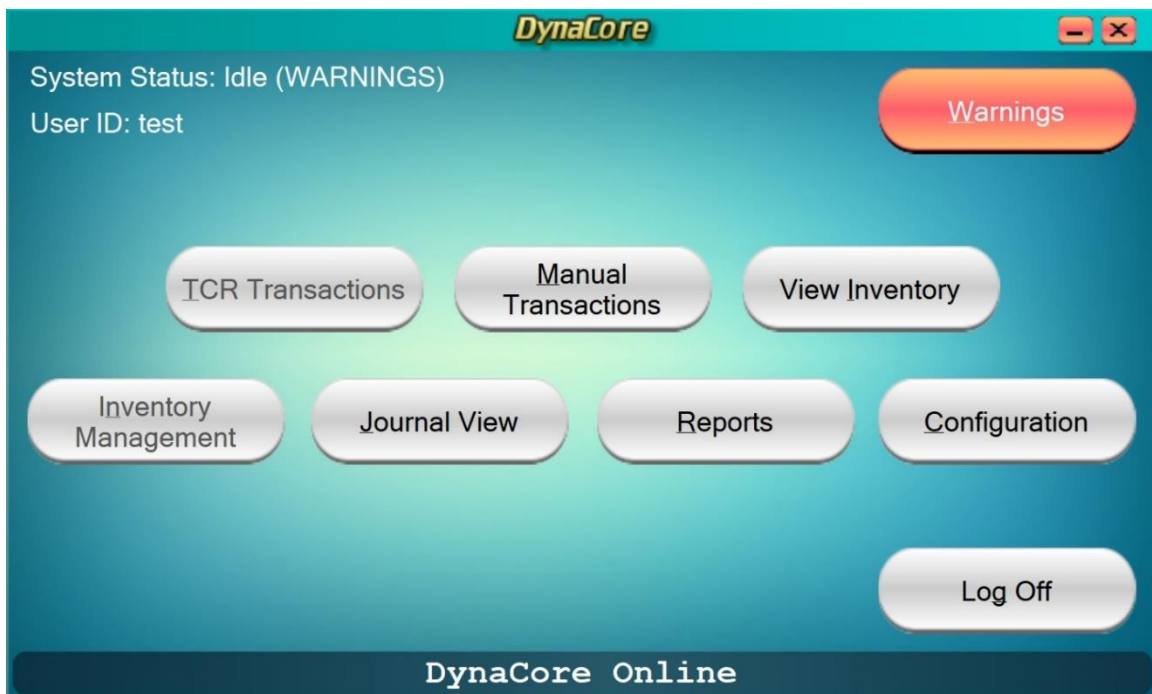 DynaCore
System Status: Idle (WARNINGS)
User ID: test
Warnings
TCR Transactions
Manual
Transactions
View Inventory
Inventory
Management
Journal View
Reports
Configuration
Log Off
DynaCore Online